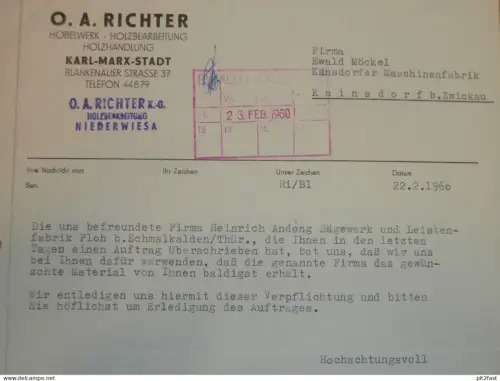 O. A. RICHTER
HOBELWERK · HOLZBEARBEITUNG
HOLZHANDLUNG
KARL-MARX-STADT
BLANKENAUER STRASSE 37
TELEFON 44879
O. A. RICHTER K.-G.
HOLZBEARBEITUNG
NIEDERWIESA
Firma
Ewald Möckel
Kainsdorfer Maschinenfabrik
Kainsdorf b.Zwickau
23. FEB. 1960
Ihre Nachricht vom Ihr Zeichen Unser Zeichen Datum
Ri/Bl 22.2.1960
Die uns befreundete Firma Heinrich Andang Sägewerk und Leisten-
fabrik Floh b.Schmalkalden/Thür., die Ihnen in den letzten
Tagen einen Auftrag überschrieben hat, bat uns, daß wir uns
bei Ihnen dafür verwenden, daß die genannte Firma das gewün-
schte Material von Ihnen baldigst erhält.
Wir entledigen uns hiermit dieser Verpflichtung und bitten
Sie höflichst um Erledigung des Auftrages.
Hochachtungsvoll